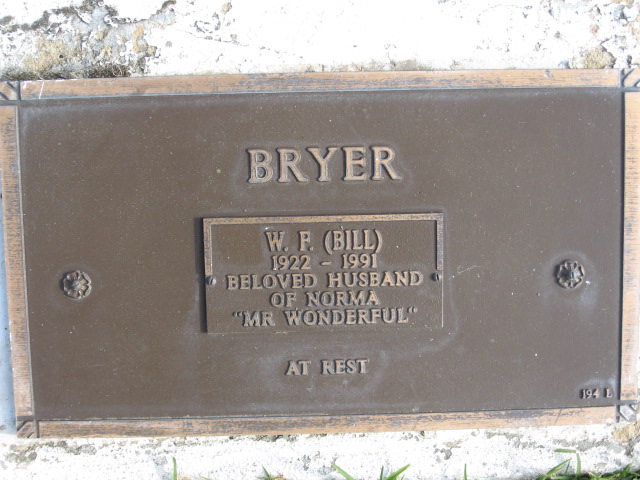 BRYER
W. F. (BILL)
1922 - 1991
BELOVED HUSBAND
OF NORMA
"MR WONDERFUL"
AT REST
194 L